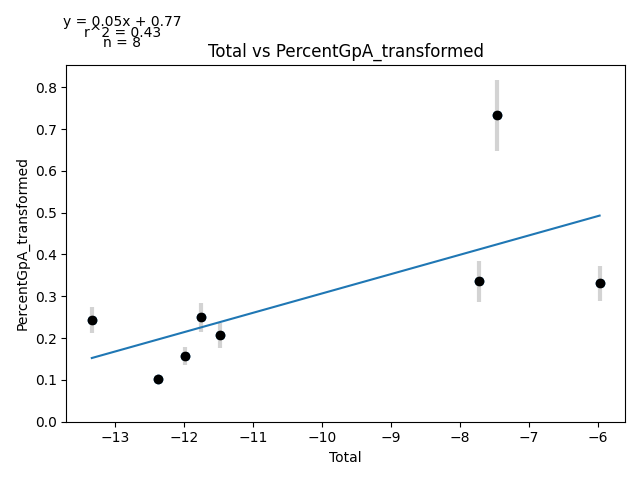 y = 0.05x + 0.77
r^2 = 0.43
n = 8
Total vs PercentGpA_transformed
PercentGpA_transformed
0.8
0.7
0.6
0.5
0.4
0.3
0.2
0.1
0.0
−13 −12 −11 −10 −9 −8 −7 −6
Total